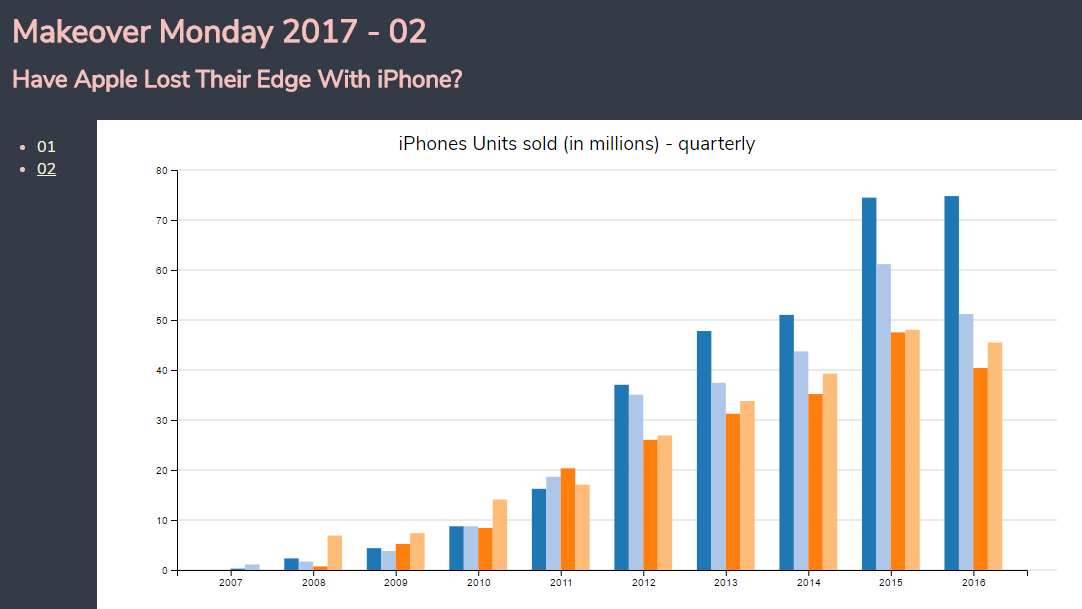 Makeover Monday 2017 - 02
Have Apple Lost Their Edge With iPhone?
01
02
iPhones Units sold (in millions) - quarterly
80
70
60
50
40
30
20
10
0
2007 2008 2009 2010 2011 2012 2013 2014 2015 2016